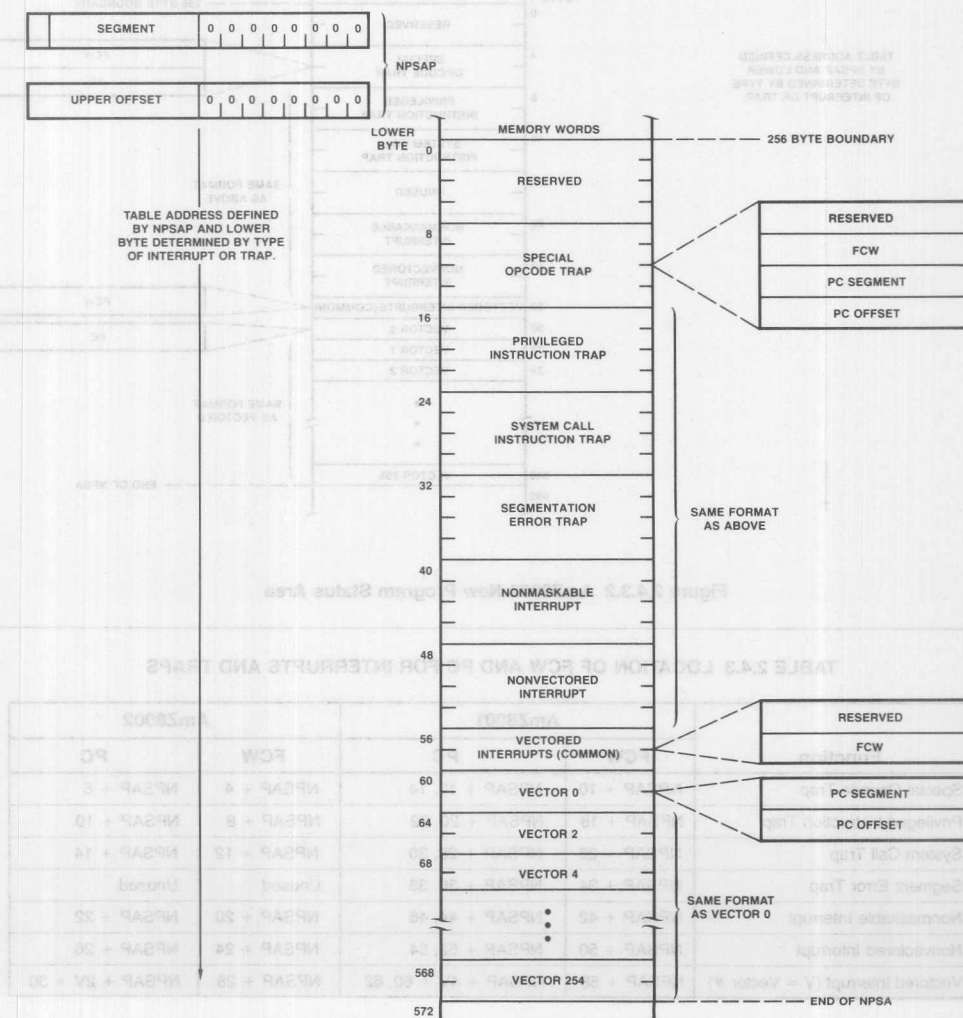 SEGMENT 0 0 0 0 0 0 0 0
NPSAP
UPPER OFFSET 0 0 0 0 0 0 0 0
LOWER
BYTE
MEMORY WORDS
256 BYTE BOUNDARY
0
RESERVED
TABLE ADDRESS DEFINED
BY NPSAP AND LOWER
BYTE DETERMINED BY TYPE
OF INTERRUPT OR TRAP.
8
SPECIAL
OPCODE TRAP
RESERVED
FCW
PC SEGMENT
PC OFFSET
16
PRIVILEGED
INSTRUCTION TRAP
24
SYSTEM CALL
INSTRUCTION TRAP
32
SEGMENTATION
ERROR TRAP
SAME FORMAT
AS ABOVE
40
NONMASKABLE
INTERRUPT
48
NONVECTORED
INTERRUPT
56
VECTORED
INTERRUPTS (COMMON)
RESERVED
FCW
60
VECTOR 0
PC SEGMENT
PC OFFSET
64
VECTOR 2
68
VECTOR 4
SAME FORMAT
AS VECTOR 0
568
VECTOR 254
END OF NPSA
572